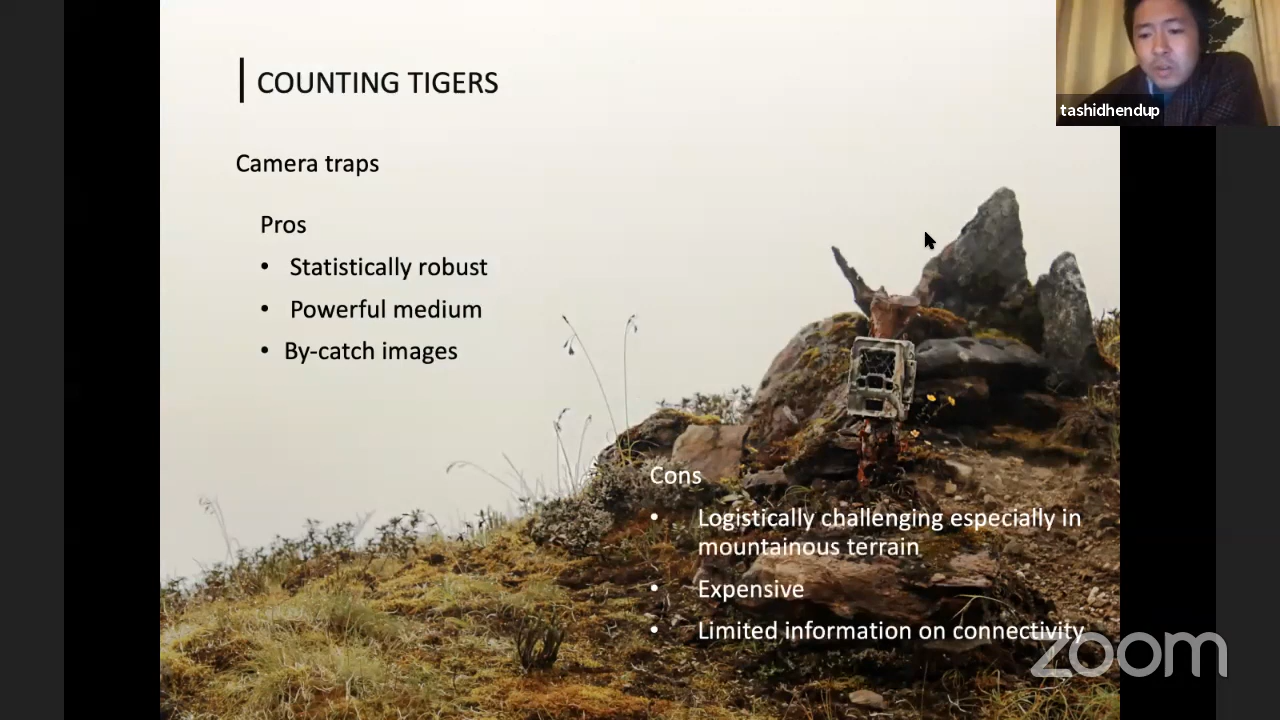 COUNTING TIGERS
tashidhendup
Camera traps
Pros
• Statistically robust
• Powerful medium
• By-catch images
Cons
• Logistically challenging especially in
mountainous terrain
• Expensive
• Limited information on connectivity
zoom